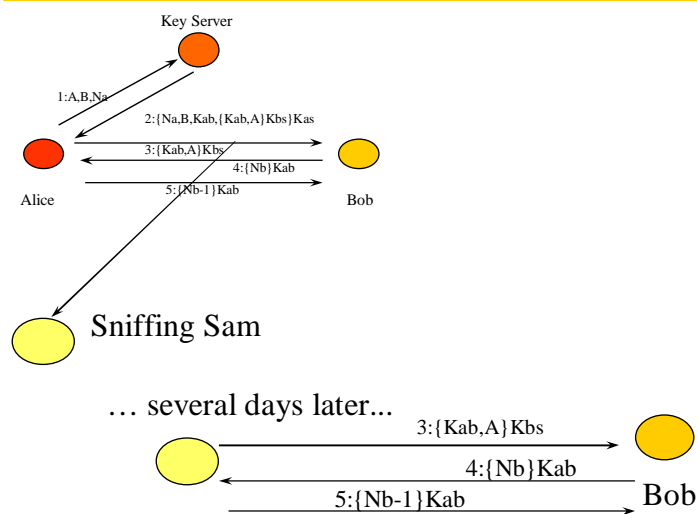 Key Server
1:A,B,Na
2:{Na,B,Kab,{Kab,A}Kbs}Kas
3:{Kab,A}Kbs
4:{Nb}Kab
5:{Nb-1}Kab
Alice
Bob
Sniffing Sam
… several days later...
3:{Kab,A}Kbs
4:{Nb}Kab
5:{Nb-1}Kab
Bob